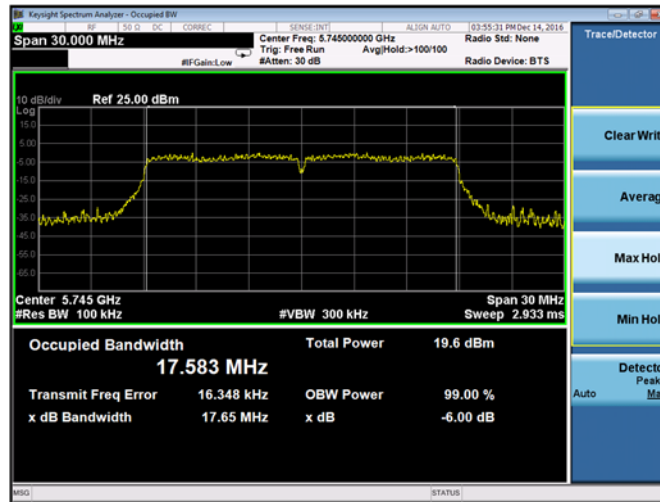 Keysight Spectrum Analyzer - Occupied BW
RF 50 Ω DC CORREC SENSE:INT ALIGN AUTO 03:55:31 PM Dec 14, 2016
Span 30.000 MHz Center Freq: 5.745000000 GHz Radio Std: None
Trig: Free Run Avg|Hold:>100/100
#IFGain:Low #Atten: 30 dB Radio Device: BTS
10 dB/div Ref 25.00 dBm
Log
15.0
5.00
-5.00
-15.0
-25.0
-35.0
-45.0
-55.0
-65.0
Center 5.745 GHz Span 30 MHz
#Res BW 100 kHz #VBW 300 kHz Sweep 2.933 ms
Occupied Bandwidth Total Power 19.6 dBm
17.583 MHz
Transmit Freq Error 16.348 kHz OBW Power 99.00 %
x dB Bandwidth 17.65 MHz x dB -6.00 dB
MSG STATUS
Trace/Detector
Clear Writ
Averag
Max Hol
Min Hol
Detecto
Peak
Auto Ma